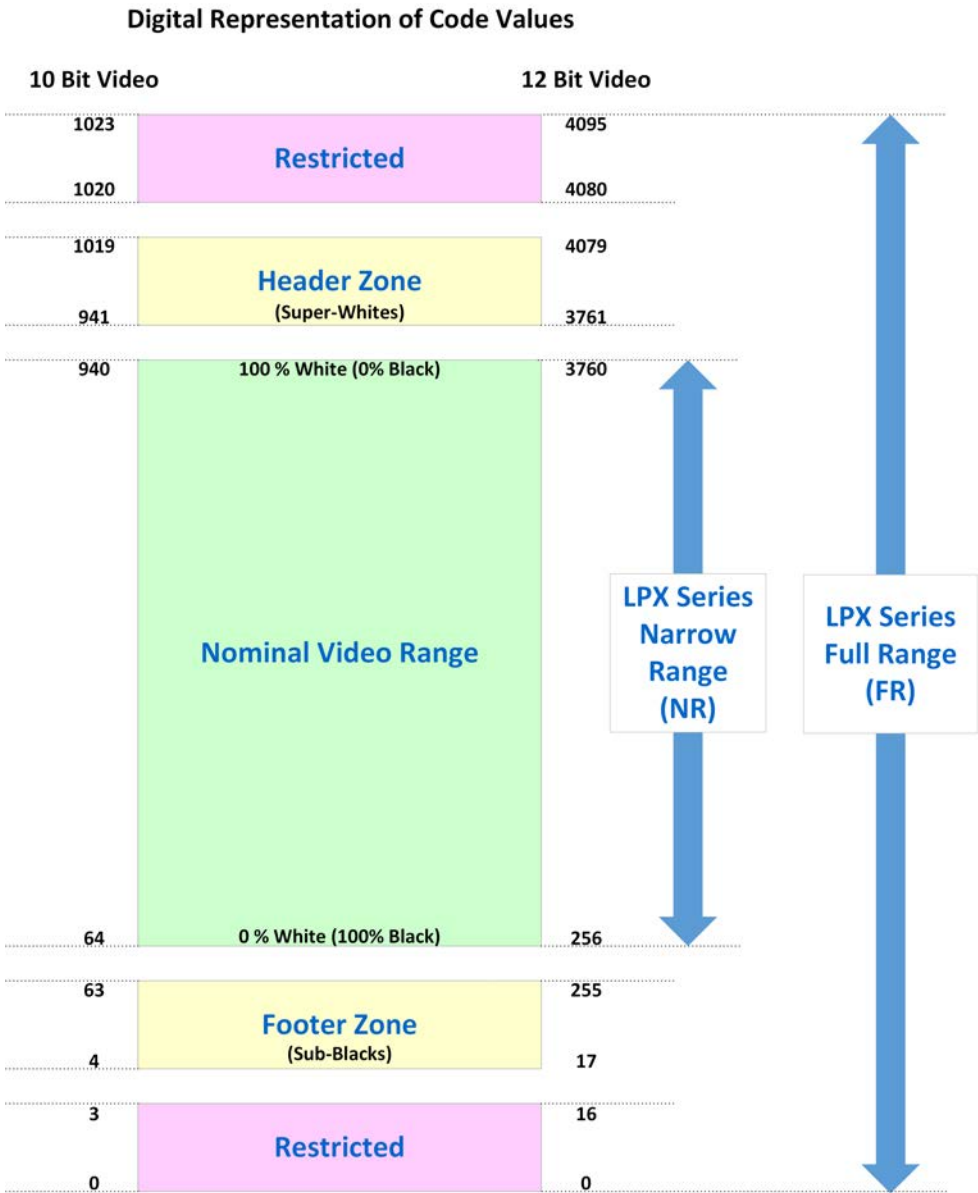 Digital Representation of Code Values
10 Bit Video
12 Bit Video
1023
4095
Restricted
1020
4080
1019
4079
Header Zone
(Super-Whites)
941
3761
940
100 % White (0% Black)
3760
LPX Series
Narrow
Range
(NR)
LPX Series
Full Range
(FR)
Nominal Video Range
64
0 % White (100% Black)
256
63
255
Footer Zone
(Sub-Blacks)
4
17
3
16
Restricted
0
0